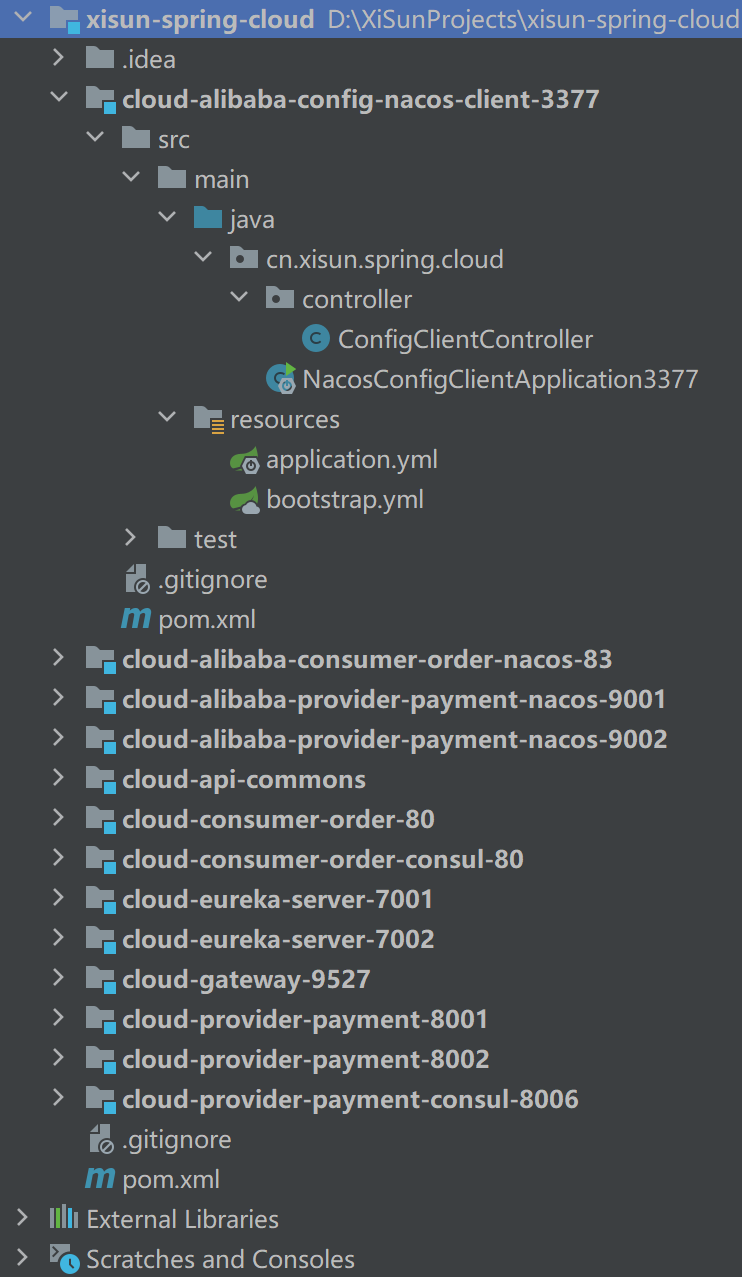 xisun-spring-cloud D:\XiSunProjects\xisun-spring-cloud
.idea
cloud-alibaba-config-nacos-client-3377
src
main
java
cn.xisun.spring.cloud
controller
ConfigClientController
NacosConfigClientApplication3377
resources
application.yml
bootstrap.yml
test
.gitignore
pom.xml
cloud-alibaba-consumer-order-nacos-83
cloud-alibaba-provider-payment-nacos-9001
cloud-alibaba-provider-payment-nacos-9002
cloud-api-commons
cloud-consumer-order-80
cloud-consumer-order-consul-80
cloud-eureka-server-7001
cloud-eureka-server-7002
cloud-gateway-9527
cloud-provider-payment-8001
cloud-provider-payment-8002
cloud-provider-payment-consul-8006
.gitignore
pom.xml
External Libraries
Scratches and Consoles